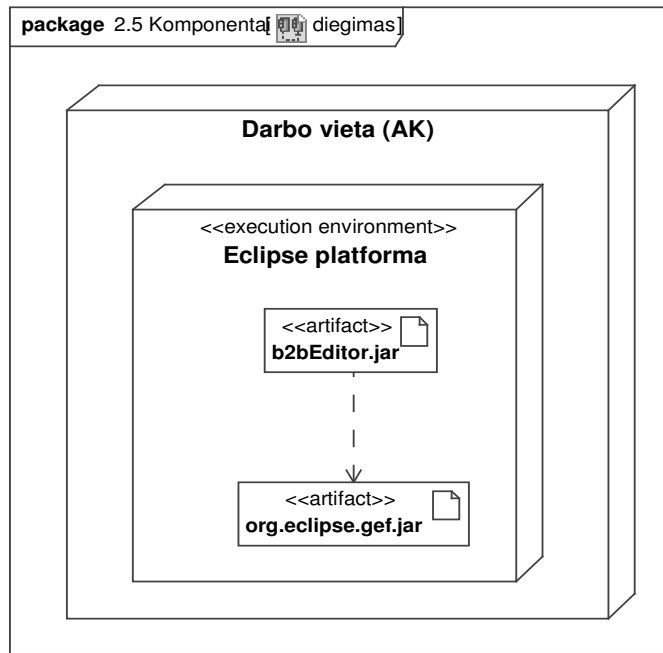 package 2.5 Komponentai[ diegimas]
Darbo vieta (AK)
<<execution environment>>
Eclipse platforma
<<artifact>>
b2bEditor.jar
<<artifact>>
org.eclipse.gef.jar